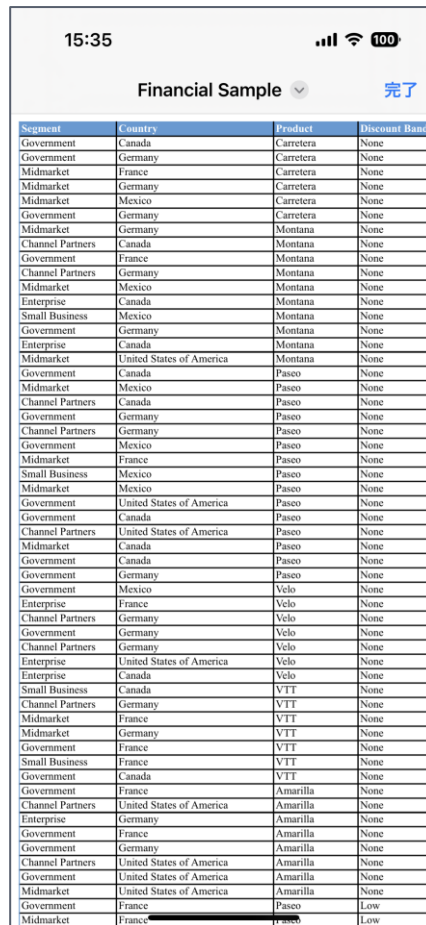 15:35 100
Financial Sample 完了
Segment Country Product Discount Band
Government Canada Carretera None
Government Germany Carretera None
Midmarket France Carretera None
Midmarket Germany Carretera None
Midmarket Mexico Carretera None
Government Germany Carretera None
Midmarket Germany Montana None
Channel Partners Canada Montana None
Government France Montana None
Channel Partners Germany Montana None
Midmarket Mexico Montana None
Enterprise Canada Montana None
Small Business Mexico Montana None
Government Germany Montana None
Enterprise Canada Montana None
Midmarket United States of America Montana None
Government Canada Paseo None
Midmarket Mexico Paseo None
Channel Partners Canada Paseo None
Government Germany Paseo None
Channel Partners Germany Paseo None
Government Mexico Paseo None
Midmarket France Paseo None
Small Business Mexico Paseo None
Midmarket Mexico Paseo None
Government United States of America Paseo None
Government Canada Paseo None
Channel Partners United States of America Paseo None
Midmarket Canada Paseo None
Government Canada Paseo None
Government Germany Paseo None
Government Mexico Velo None
Enterprise France Velo None
Channel Partners Germany Velo None
Government Germany Velo None
Channel Partners Germany Velo None
Enterprise United States of America Velo None
Enterprise Canada Velo None
Small Business Canada VTT None
Channel Partners Germany VTT None
Midmarket France VTT None
Midmarket Germany VTT None
Government France VTT None
Small Business France VTT None
Government Canada VTT None
Government France Amarilla None
Channel Partners United States of America Amarilla None
Enterprise Germany Amarilla None
Government France Amarilla None
Government Germany Amarilla None
Channel Partners United States of America Amarilla None
Government United States of America Amarilla None
Midmarket United States of America Amarilla None
Government France Paseo Low
Midmarket France Paseo Low